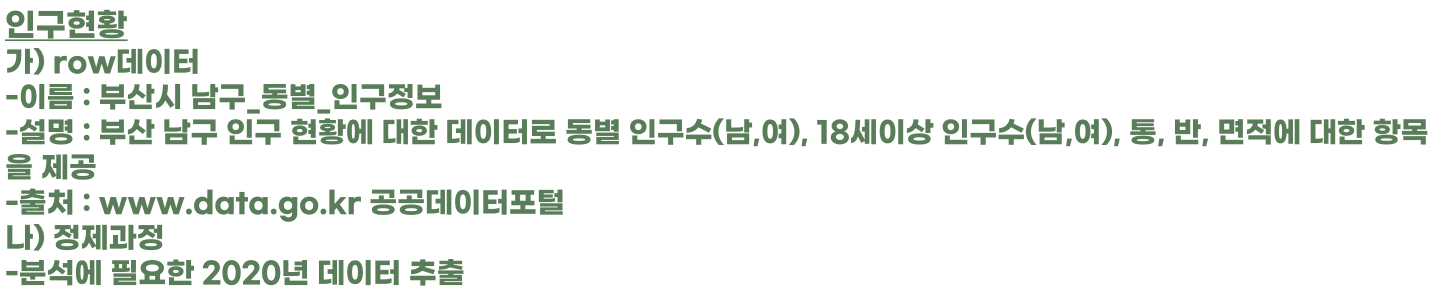 인구현황
가) row데이터
-이름 : 부산시 남구_동별_인구정보
-설명 : 부산 남구 인구 현황에 대한 데이터로 동별 인구수(남,여), 18세이상 인구수(남,여), 통, 반, 면적에 대한 항목
을 제공
-출처 : www.data.go.kr 공공데이터포털
나) 정제과정
-분석에 필요한 2020년 데이터 추출